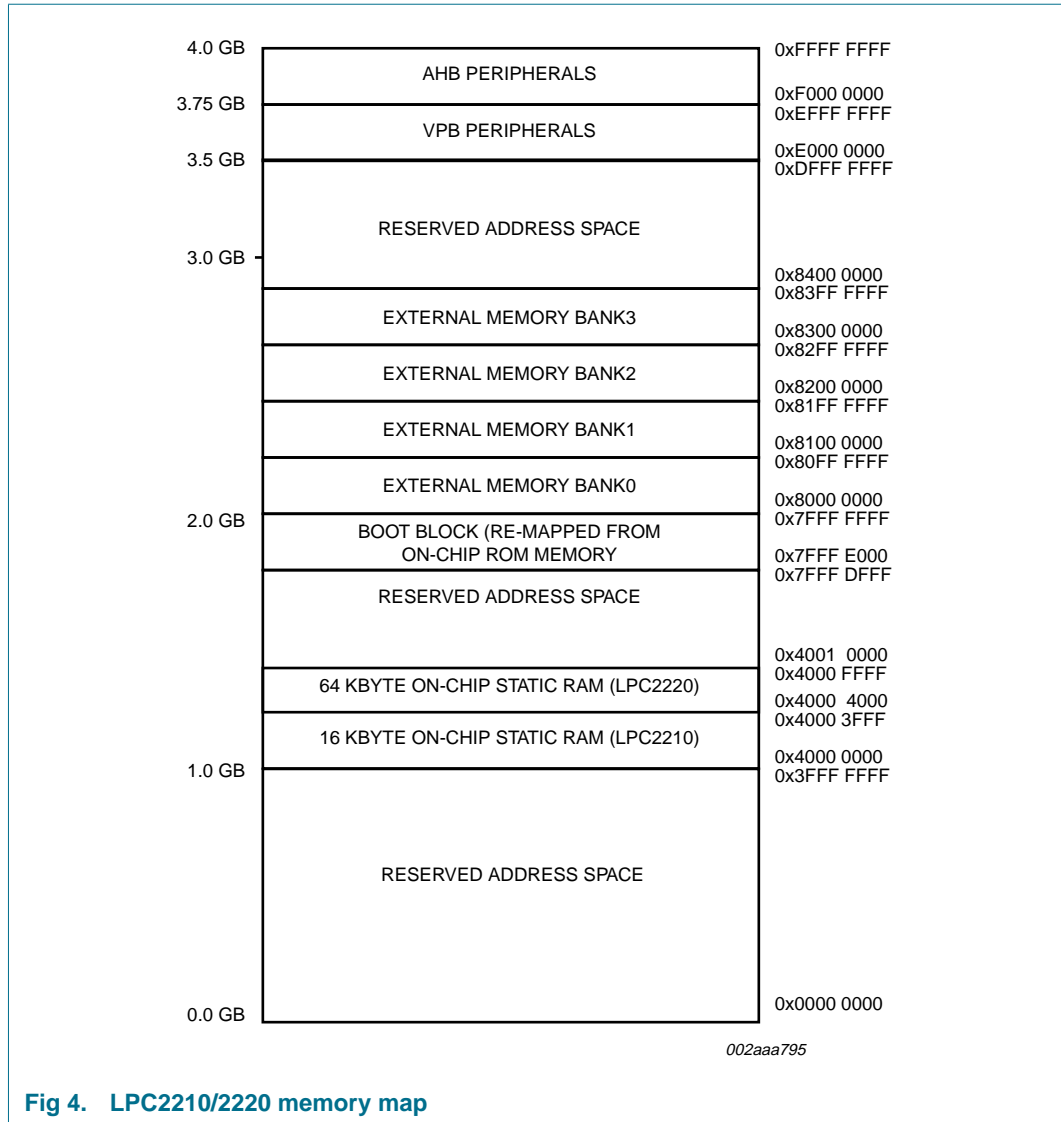 4.0 GB
0xFFFF FFFF
AHB PERIPHERALS
0xF000 0000
3.75 GB
0xEFFF FFFF
VPB PERIPHERALS
0xE000 0000
3.5 GB
0xDFFF FFFF
RESERVED ADDRESS SPACE
3.0 GB
0x8400 0000
0x83FF FFFF
EXTERNAL MEMORY BANK3
0x8300 0000
0x82FF FFFF
EXTERNAL MEMORY BANK2
0x8200 0000
0x81FF FFFF
EXTERNAL MEMORY BANK1
0x8100 0000
0x80FF FFFF
EXTERNAL MEMORY BANK0
0x8000 0000
2.0 GB
0x7FFF FFFF
BOOT BLOCK (RE-MAPPED FROM
ON-CHIP ROM MEMORY
0x7FFF E000
0x7FFF DFFF
RESERVED ADDRESS SPACE
0x4001 0000
0x4000 FFFF
64 KBYTE ON-CHIP STATIC RAM (LPC2220)
0x4000 4000
0x4000 3FFF
16 KBYTE ON-CHIP STATIC RAM (LPC2210)
0x4000 0000
1.0 GB
0x3FFF FFFF
RESERVED ADDRESS SPACE
0x0000 0000
0.0 GB
002aaa795
Fig 4. LPC2210/2220 memory map